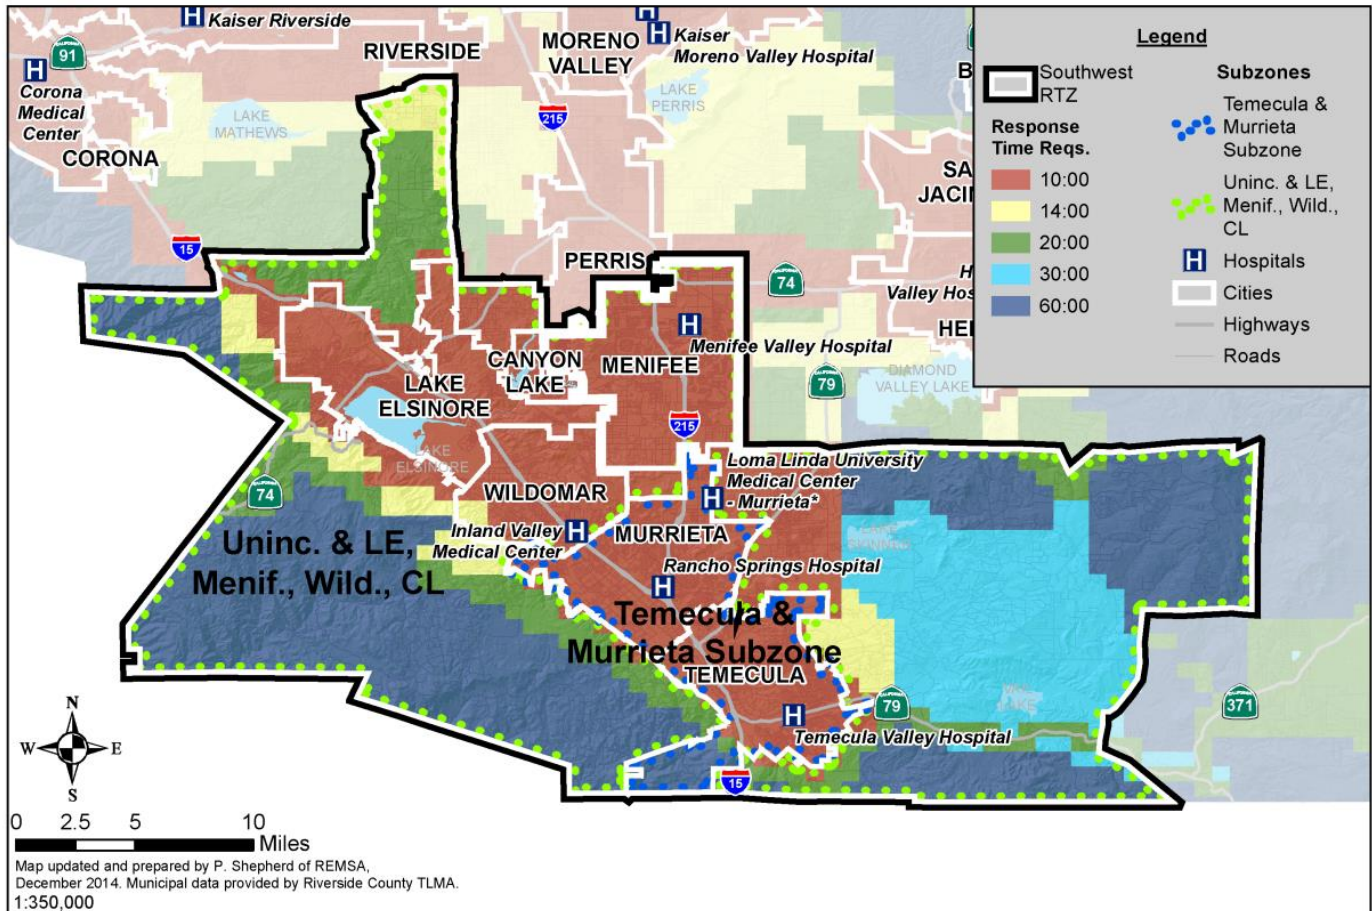 Kaiser Riverside
CALIFORNIA
91
Corona
Medical
Center
CORONA
RIVERSIDE
LAKE
MATHEWS
MORENO
VALLEY
Kaiser
Moreno Valley Hospital
LAKE
PERRIS
215
15
PERRIS
CALIFORNIA
74
CALIFORNIA
79
DIAMOND
VALLEY LAKE
Legend
Southwest
RTZ
Response
Time Reqs.
10:00
14:00
20:00
30:00
60:00
Subzones
Temecula &
Murrieta
Subzone
Uninc. & LE,
Menif., Wild.,
CL
H
Hospitals
Cities
Highways
Roads
H
Menifee Valley Hospital
CANYON
LAKE
MENIFEE
LAKE
ELSINORE
LAKE
ELSINORE
215
Loma Linda University
Medical Center
- Murrieta*
H
WILDOMAR
CALIFORNIA
74
Inland Valley
Medical Center
H
MURRIETA
Rancho Springs Hospital
H
Uninc. & LE,
Menif., Wild., CL
Temecula &
Murrieta Subzone
TEMECULA
H
Temecula Valley Hospital
CALIFORNIA
79
CALIFORNIA
371
15
N
W E
S
0 2.5 5 10
Miles
Map updated and prepared by P. Shepherd of REMSA,
December 2014. Municipal data provided by Riverside County TLMA.
1:350,000